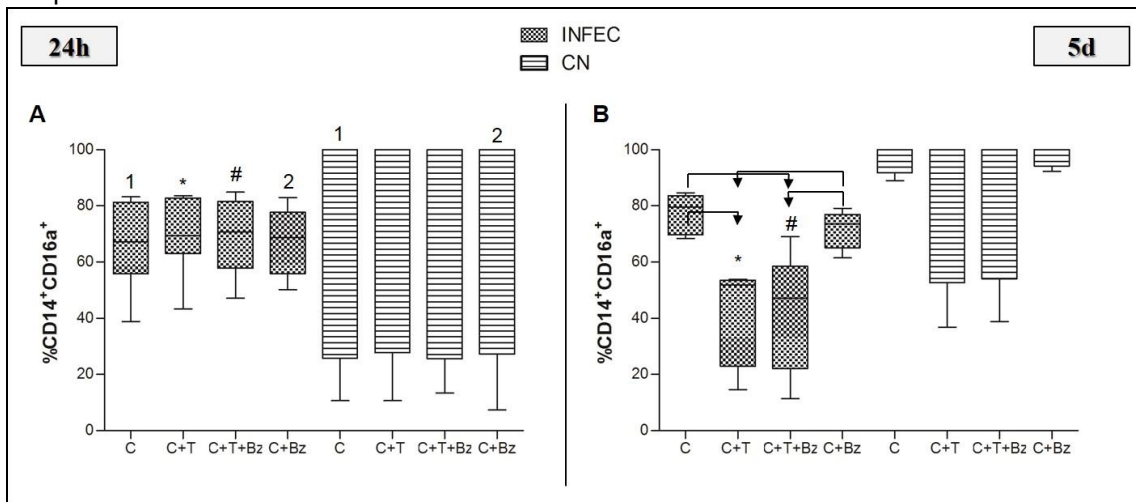 24h
INFEC
CN
5d
A
%CD14+CD16a+
100
80
60
40
20
0
1
*
#
2
1
2
C
C+T
C+T+Bz
C+Bz
C
C+T
C+T+Bz
C+Bz
B
%CD14+CD16a+
100
80
60
40
20
0
*
#
C
C+T
C+T+Bz
C+Bz
C
C+T
C+T+Bz
C+Bz